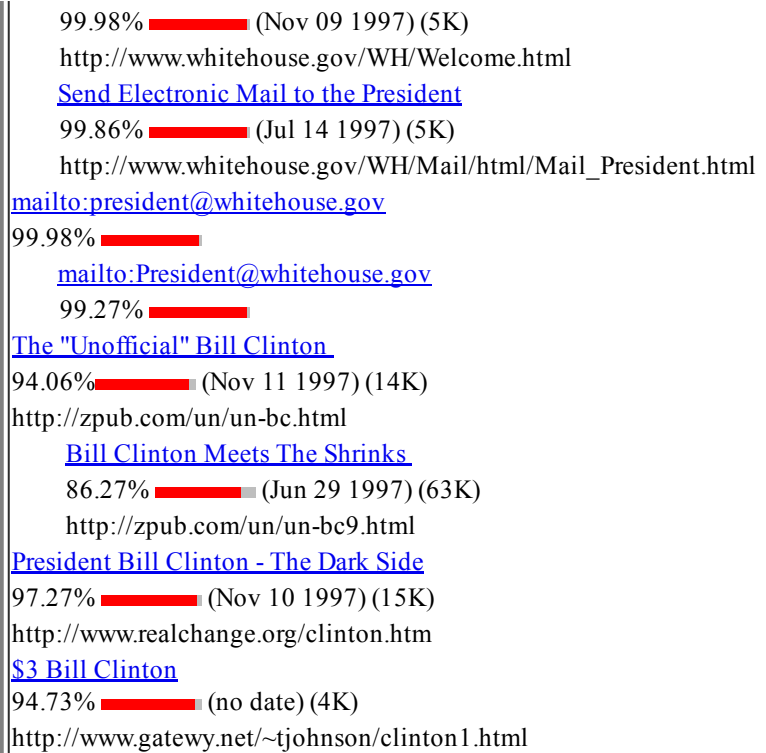 99.98% (Nov 09 1997) (5K)
http://www.whitehouse.gov/WH/Welcome.html
Send Electronic Mail to the President
99.86% (Jul 14 1997) (5K)
http://www.whitehouse.gov/WH/Mail/html/Mail_President.html
mailto:president@whitehouse.gov
99.98%
mailto:President@whitehouse.gov
99.27%
The "Unofficial" Bill Clinton
94.06% (Nov 11 1997) (14K)
http://zpub.com/un/un-bc.html
Bill Clinton Meets The Shrinks
86.27% (Jun 29 1997) (63K)
http://zpub.com/un/un-bc9.html
President Bill Clinton - The Dark Side
97.27% (Nov 10 1997) (15K)
http://www.realchange.org/clinton.htm
$3 Bill Clinton
94.73% (no date) (4K)
http://www.gatewy.net/~tjohnson/clinton1.html